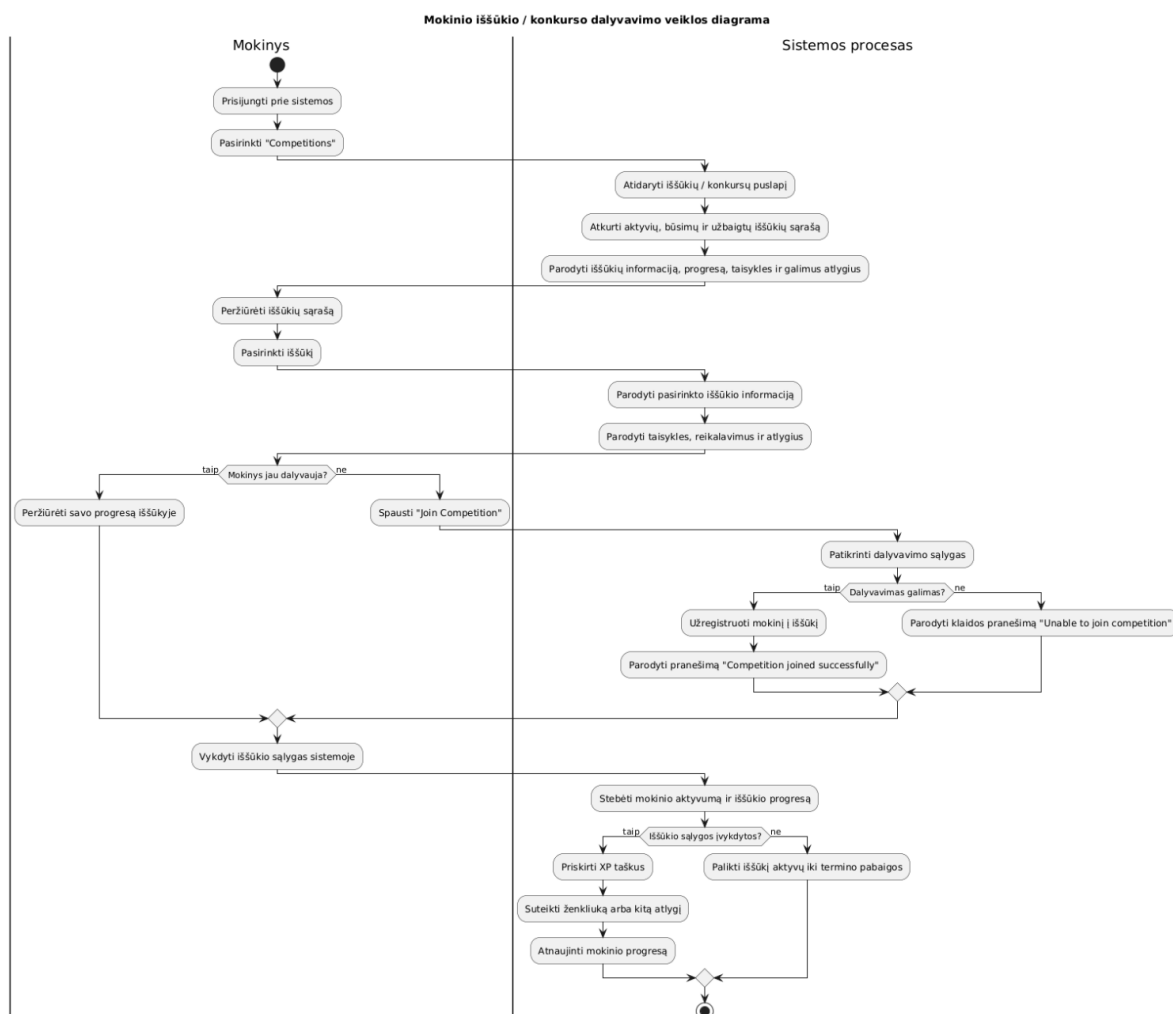 Mokinio iššūkio / konkurso dalyvavimo veiklos diagrama
Mokinys
Sistemos procesas
Prisijungti prie sistemos
Pasirinkti "Competitions"
Atidaryti iššūkių / konkursų puslapį
Atkurti aktyvių, būsimų ir užbaigtų iššūkių sąrašą
Parodyti iššūkių informaciją, progresą, taisykles ir galimus atlygius
Peržiūrėti iššūkių sąrašą
Pasirinkti iššūkį
Parodyti pasirinkto iššūkio informaciją
Parodyti taisykles, reikalavimus ir atlygius
taip
Mokinys jau dalyvauja?
ne
Peržiūrėti savo progresą iššūkyje
Spausti "Join Competition"
Patikrinti dalyvavimo sąlygas
taip
Dalyvavimas galimas?
ne
Užregistruoti mokinį į iššūkį
Parodyti klaidos pranešimą "Unable to join competition"
Parodyti pranešimą "Competition joined successfully"
Vykdyti iššūkio sąlygas sistemoje
Stebėti mokinio aktyvumą ir iššūkio progresą
taip
Iššūkio sąlygos įvykdytos?
ne
Priskirti XP taškus
Palikti iššūkį aktyvų iki termino pabaigos
Suteikti ženkliuką arba kitą atlygį
Atnaujinti mokinio progresą